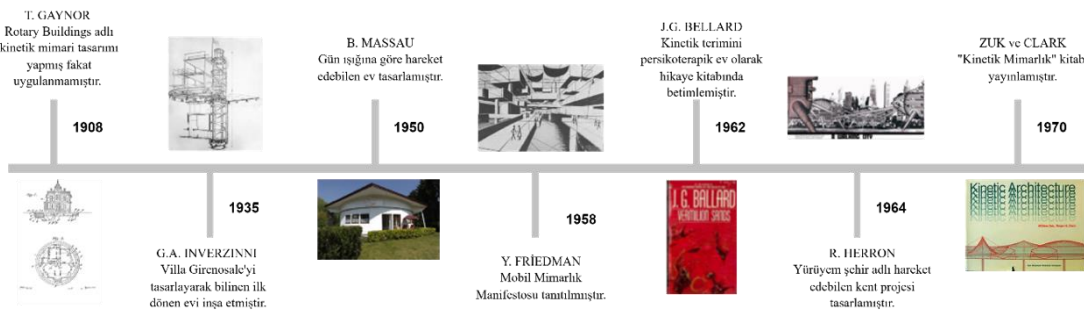 T. GAYNOR
Rotary Buildings adlı
kinetik mimari tasarımı
yapmış fakat
uygulanmamıştır.
1908
1935
G.A. INVERZINNI
Villa Girenosale'yi
tasarlayarak bilinen ilk
dönen evi inşa etmiştir.
B. MASSAU
Gün ışığına göre hareket
edebilen ev tasarlamıştır.
1950
1958
Y. FRİEDMAN
Mobil Mimarlık
Manifestosu tanıtılmıştır.
J.G. BELLARD
Kinetik terimini
persikoterapik ev olarak
hikaye kitabında
betimlemiştir.
1962
J. G. BALLARD
VERMILION SANDS
A WALKING CITY
1964
R. HERRON
Yürüyem şehir adlı hareket
edebilen kent projesi
tasarlamıştır.
ZUK ve CLARK
"Kinetik Mimarlık" kitab
yayınlamıştır.
1970
Kinetic Architecture